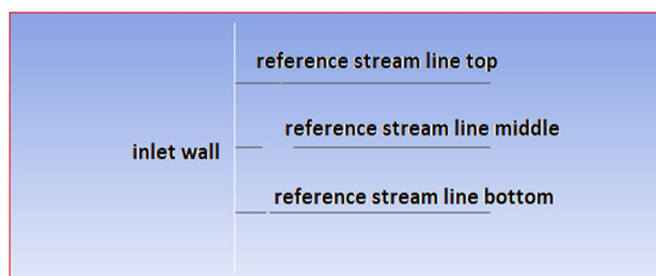 reference stream line top
reference stream line middle
inlet wall
reference stream line bottom